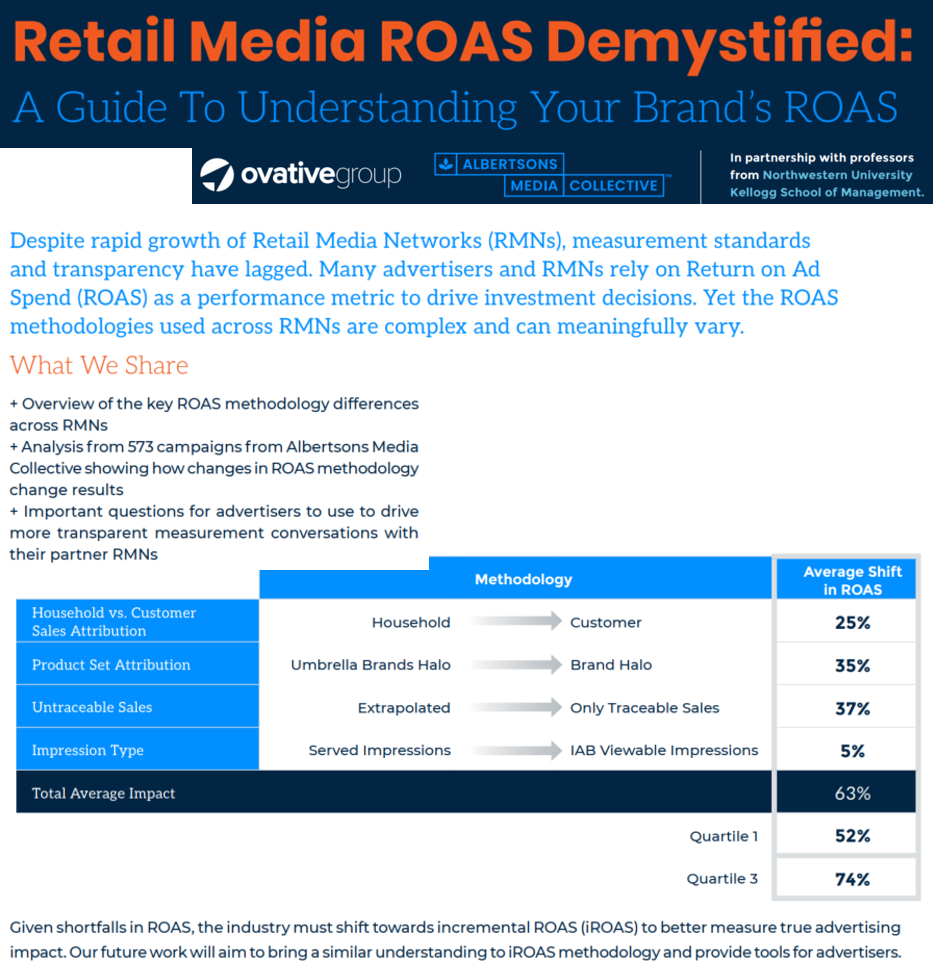 Retail Media ROAS Demystified:
A Guide To Understanding Your Brand's ROAS
ovativegroup
ALBERTSONS
MEDIA COLLECTIVE™
In partnership with professors
from Northwestern University
Kellogg School of Management.
Despite rapid growth of Retail Media Networks (RMNs), measurement standards
and transparency have lagged. Many advertisers and RMNs rely on Return on Ad
Spend (ROAS) as a performance metric to drive investment decisions. Yet the ROAS
methodologies used across RMNs are complex and can meaningfully vary.
What We Share
+ Overview of the key ROAS methodology differences
across RMNs
+ Analysis from 573 campaigns from Albertsons Media
Collective showing how changes in ROAS methodology
change results
+ Important questions for advertisers to use to drive
more transparent measurement conversations with
their partner RMNs
Methodology
Average Shift
in ROAS
Household vs. Customer
Sales Attribution
Household Customer 25%
Product Set Attribution Umbrella Brands Halo Brand Halo 35%
Untraceable Sales Extrapolated Only Traceable Sales 37%
Impression Type Served Impressions IAB Viewable Impressions 5%
Total Average Impact 63%
Quartile 1 52%
Quartile 3 74%
Given shortfalls in ROAS, the industry must shift towards incremental ROAS (iROAS) to better measure true advertising
impact. Our future work will aim to bring a similar understanding to iROAS methodology and provide tools for advertisers.